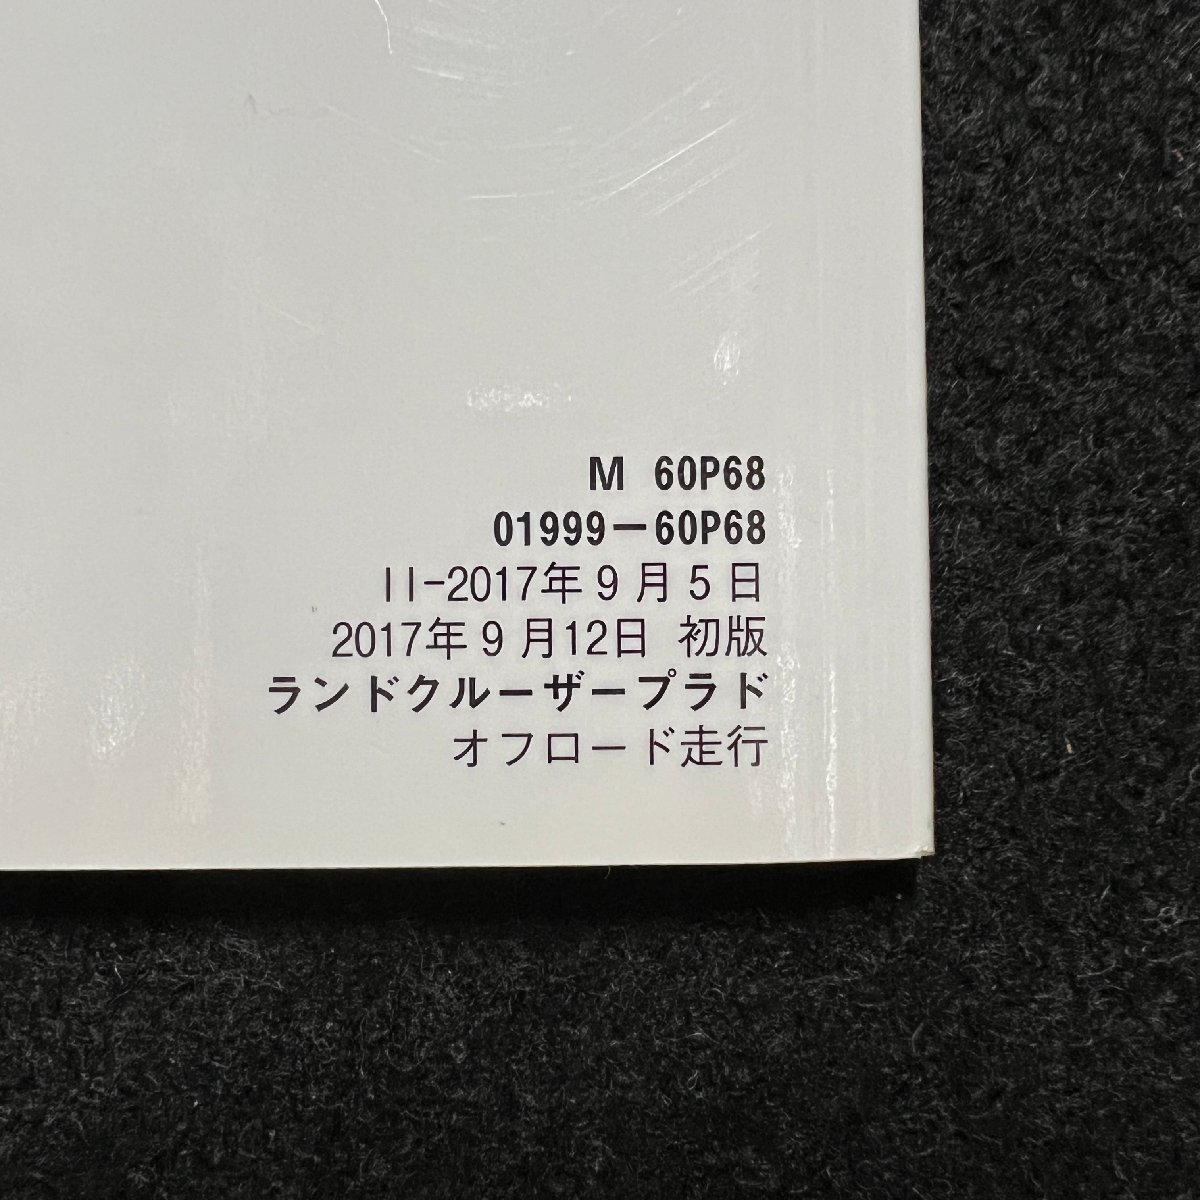 M 60P68
01999-60P68
II-2017年9月5日
2017年9月12日 初版
ランドクルーザープラド
オフロード走行